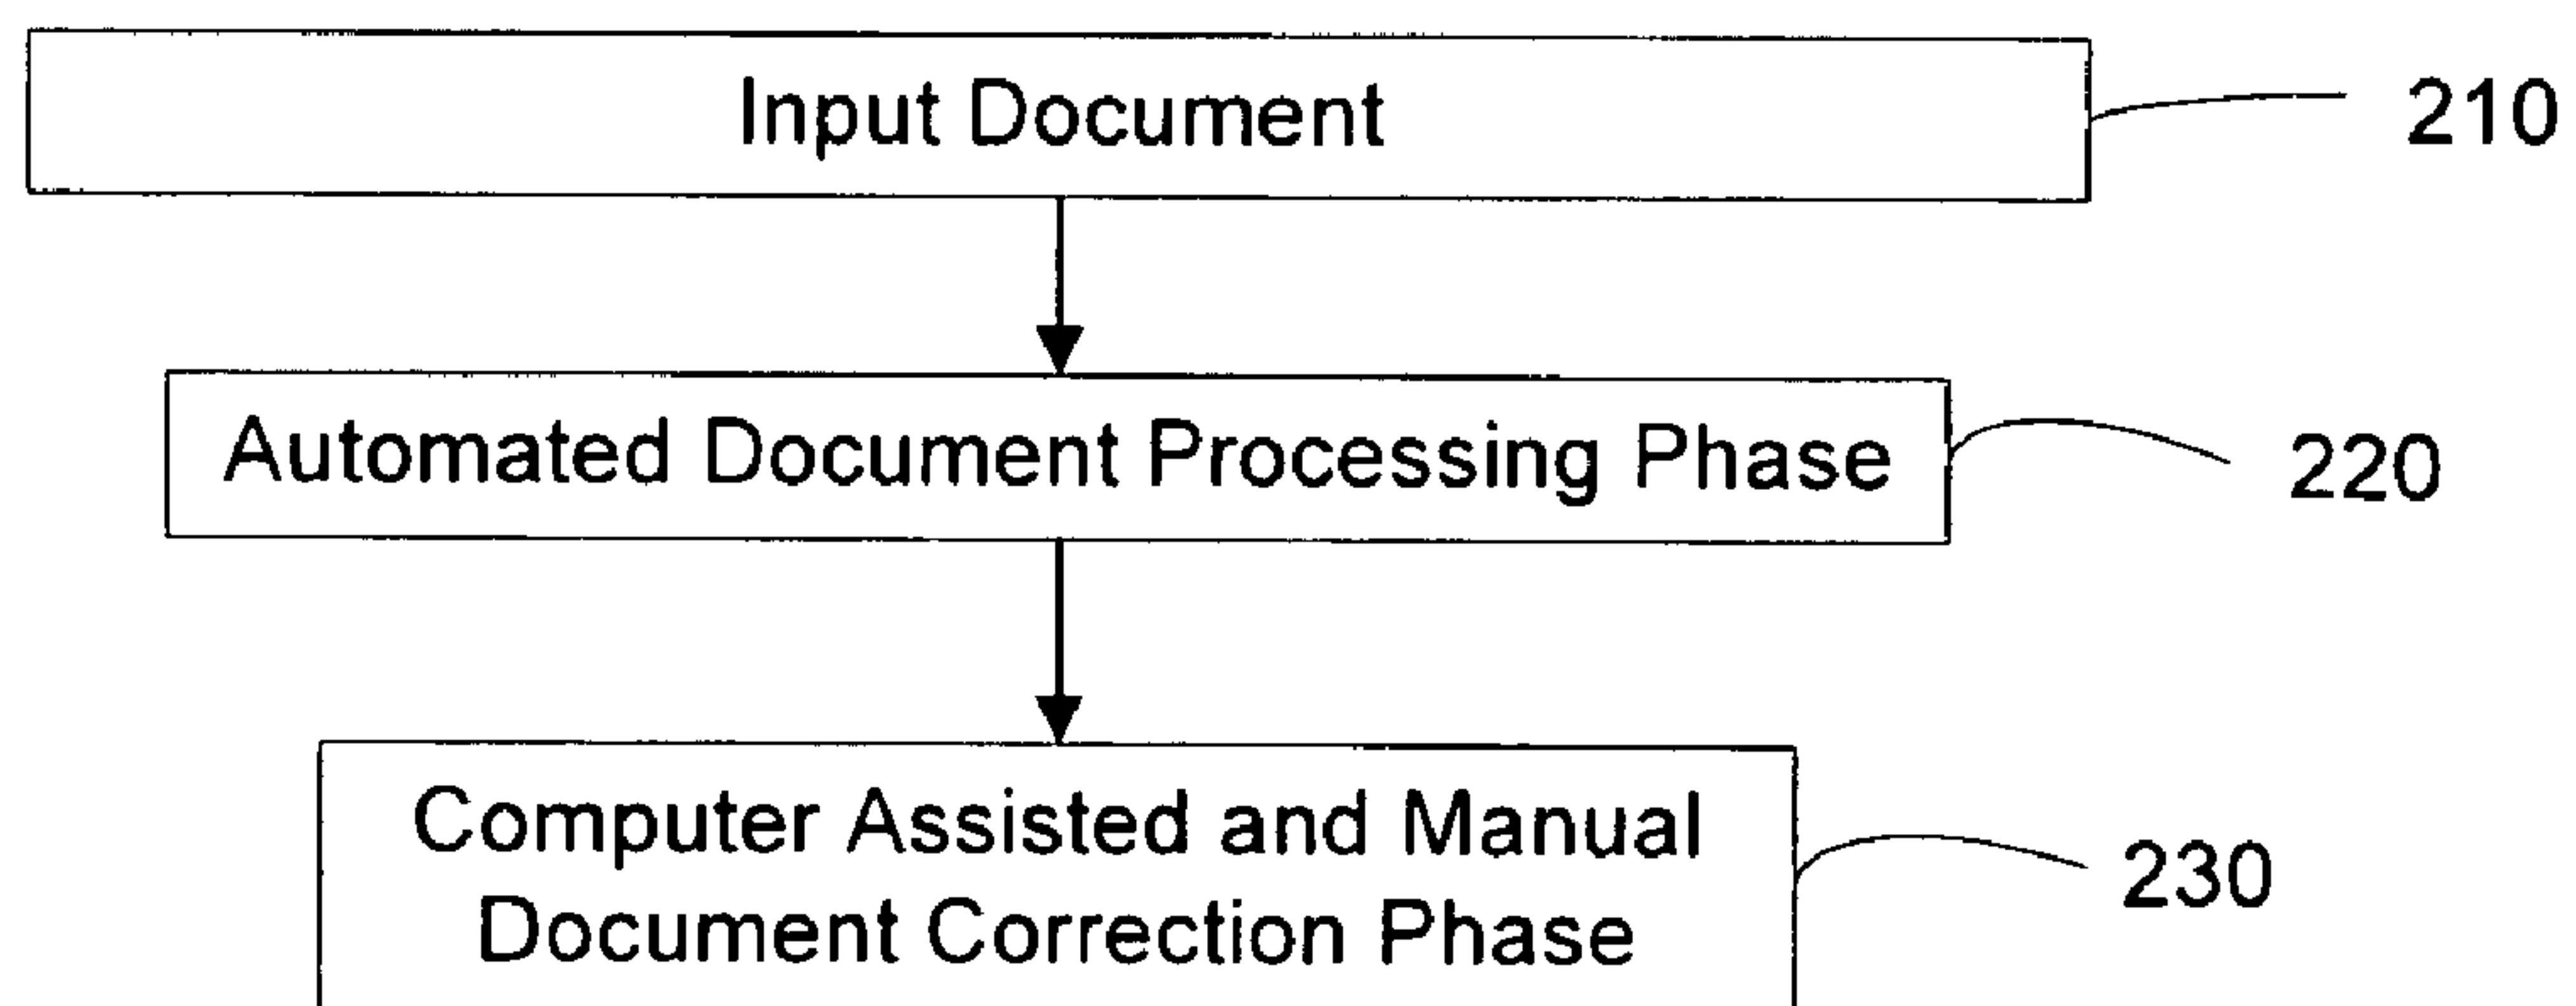 Input Document
210
Automated Document Processing Phase
220
Computer Assisted and Manual
Document Correction Phase
230